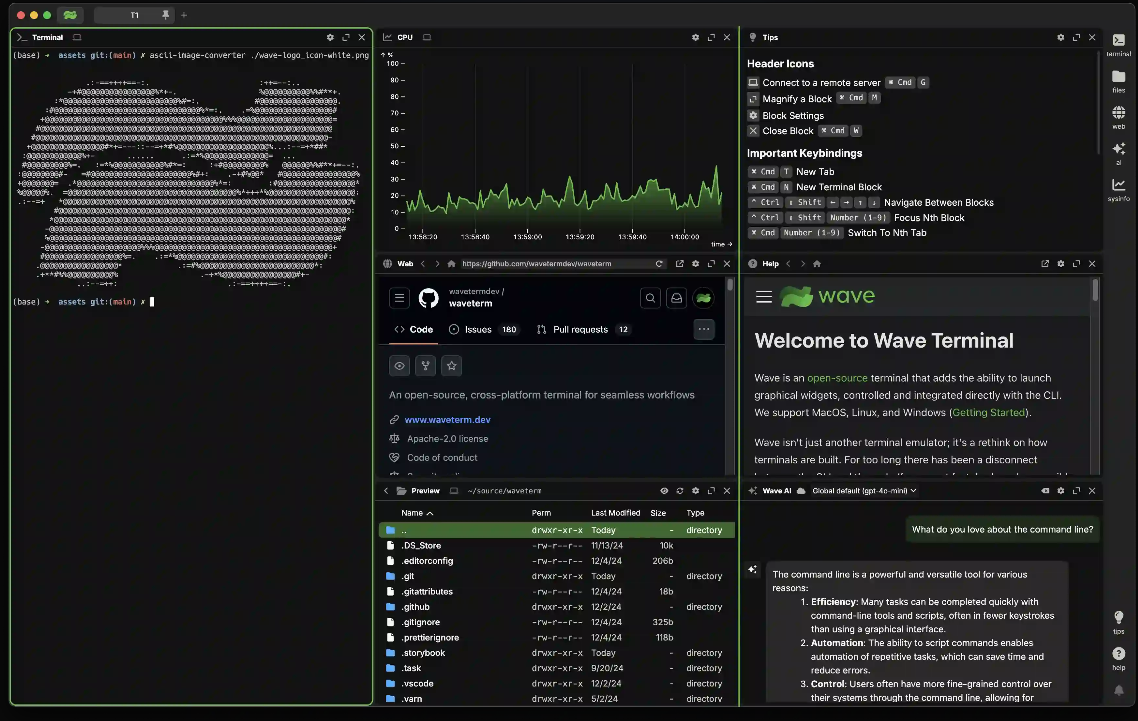 T1
Terminal
(base) → assets git:(main) ✗ ascii-image-converter ./wave-logo_icon-white.png
(base) → assets git:(main) ✗
CPU
↑ %
100
90
80
70
60
50
40
30
20
10
0
13:58:20
13:58:40
13:59:00
13:59:20
13:59:40
14:00:00
time →
Web
https://github.com/wavetermdev/waveterm
wavetermdev /
waveterm
Code
Issues 180
Pull requests 12
An open-source, cross-platform terminal for seamless workflows
www.waveterm.dev
Apache-2.0 license
Code of conduct
Preview
~/source/waveterm
Name Perm Last Modified Size Type
.. drwxr-xr-x Today - directory
.DS_Store -rw-r--r-- 11/13/24 10k
.editorconfig -rw-r--r-- 12/4/24 206b
.git drwxr-xr-x Today - directory
.gitattributes -rw-r--r-- 12/4/24 18b
.github drwxr-xr-x 12/2/24 - directory
.gitignore -rw-r--r-- 12/4/24 325b
.prettierignore -rw-r--r-- 12/4/24 118b
.storybook drwxr-xr-x Today - directory
.task drwxr-xr-x 9/20/24 - directory
.vscode drwxr-xr-x 12/2/24 - directory
.yarn drwxr-xr-x 5/2/24 - directory
Tips
Header Icons
Connect to a remote server ⌘ Cmd G
Magnify a Block ⌘ Cmd M
Block Settings
Close Block ⌘ Cmd W
Important Keybindings
⌘ Cmd T New Tab
⌘ Cmd N New Terminal Block
⌃ Ctrl ⇧ Shift ← → ↑ ↓ Navigate Between Blocks
⌃ Ctrl ⇧ Shift Number (1-9) Focus Nth Block
⌘ Cmd Number (1-9) Switch To Nth Tab
Help
wave
Welcome to Wave Terminal
Wave is an open-source terminal that adds the ability to launch
graphical widgets, controlled and integrated directly with the CLI.
We support MacOS, Linux, and Windows (Getting Started).
Wave isn't just another terminal emulator; it's a rethink on how
terminals are built. For too long there has been a disconnect
Wave AI
Global default (gpt-4o-mini)
What do you love about the command line?
The command line is a powerful and versatile tool for various
reasons:
1. Efficiency: Many tasks can be completed quickly with
command-line tools and scripts, often in fewer keystrokes
than using a graphical interface.
2. Automation: The ability to script commands enables
automation of repetitive tasks, which can save time and
reduce errors.
3. Control: Users often have more fine-grained control over
their systems through the command line, allowing for
terminal
files
web
ai
sysinfo
tips
help